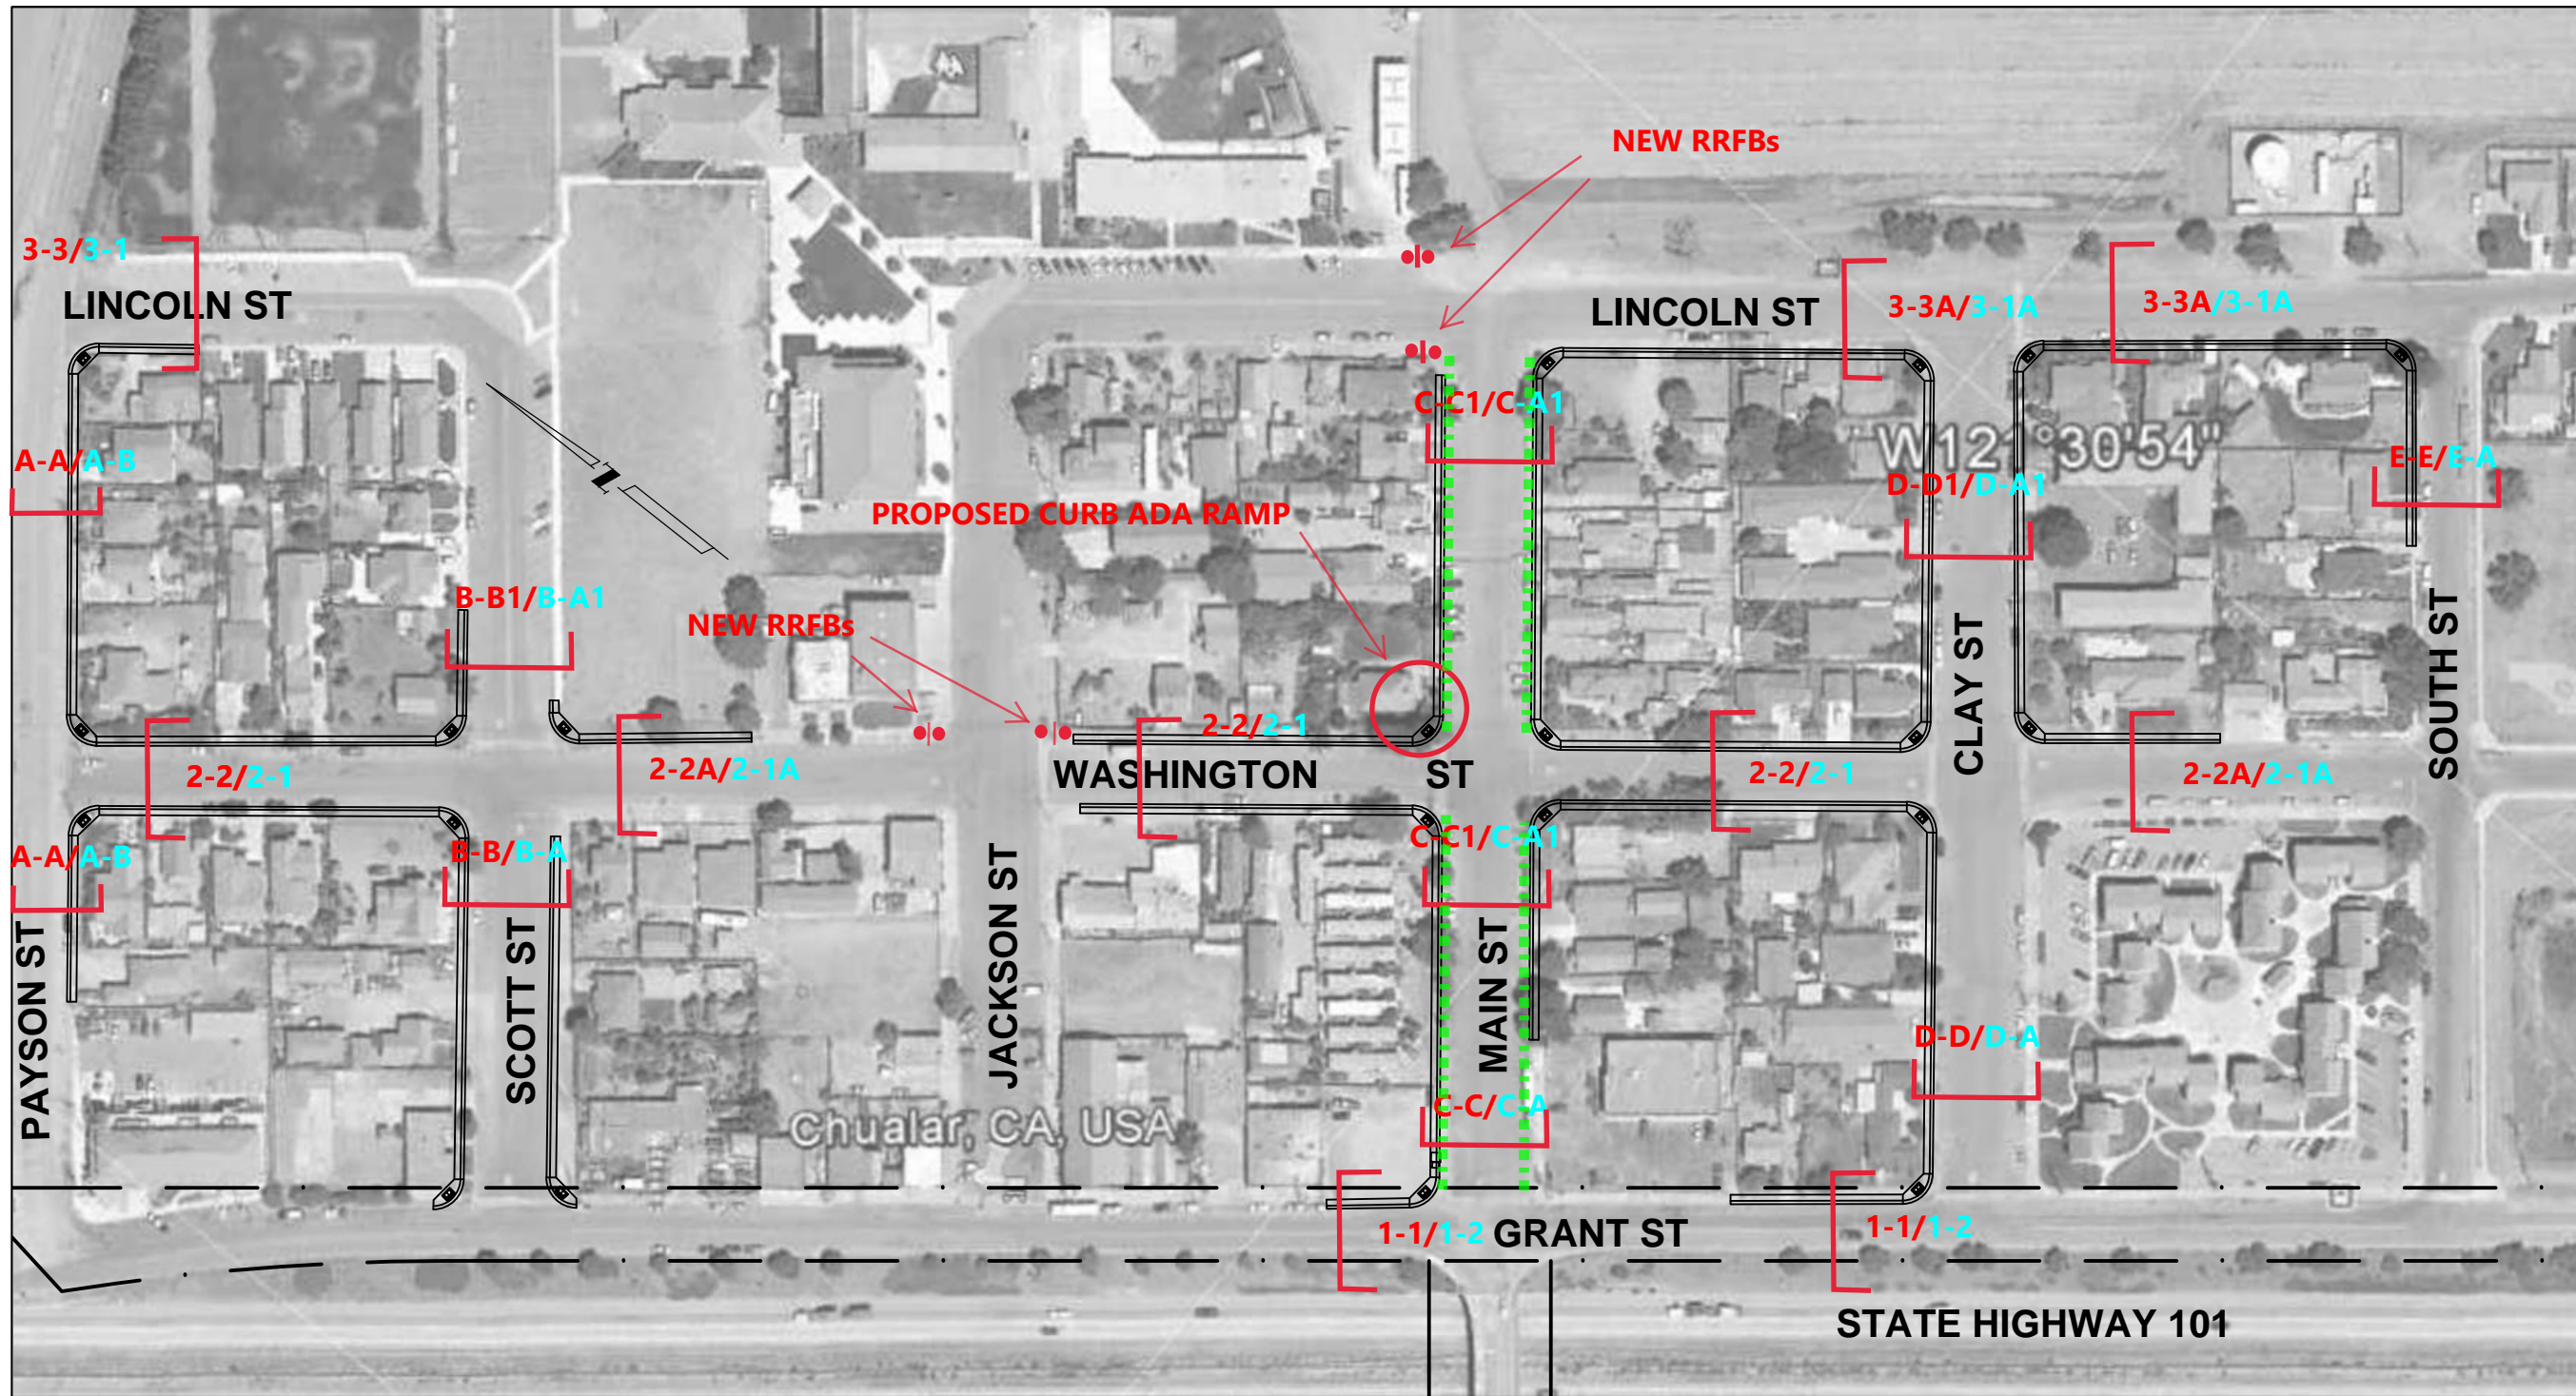 NEW RRFBs
3-3/3-1
LINCOLN ST
LINCOLN ST
3-3A/3-1A
3-3A/3-1A
C-C1/C-A1
W121°30'54"
A-A/A-B
E-E/E-A
D-D1/D-A1
PROPOSED CURB ADA RAMP
B-B1/B-A1
NEW RRFBs
CLAY ST
SOUTH ST
2-2/2-1
2-2/2-1
2-2A/2-1A
WASHINGTON ST
2-2/2-1
2-2A/2-1A
A-A/A-B
B-B/B-A
C-C1/C-A1
PAYSON ST
SCOTT ST
JACKSON ST
MAIN ST
D-D/D-A
C-C/C-A
Chualar, CA, USA
1-1/1-2
GRANT ST
1-1/1-2
STATE HIGHWAY 101